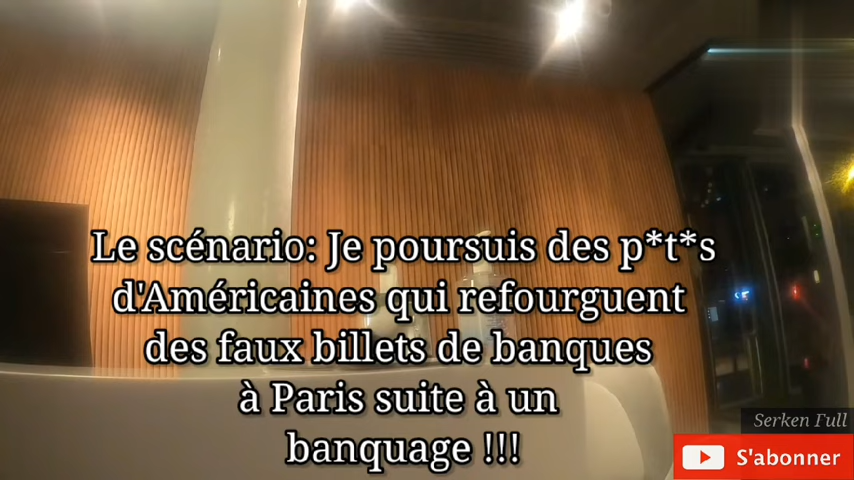 Le scénario: Je poursuis des p*t*s
d'Américaines qui refourguent
des faux billets de banques
à Paris suite à un
banquage !!!
Serken Full
S'abonner